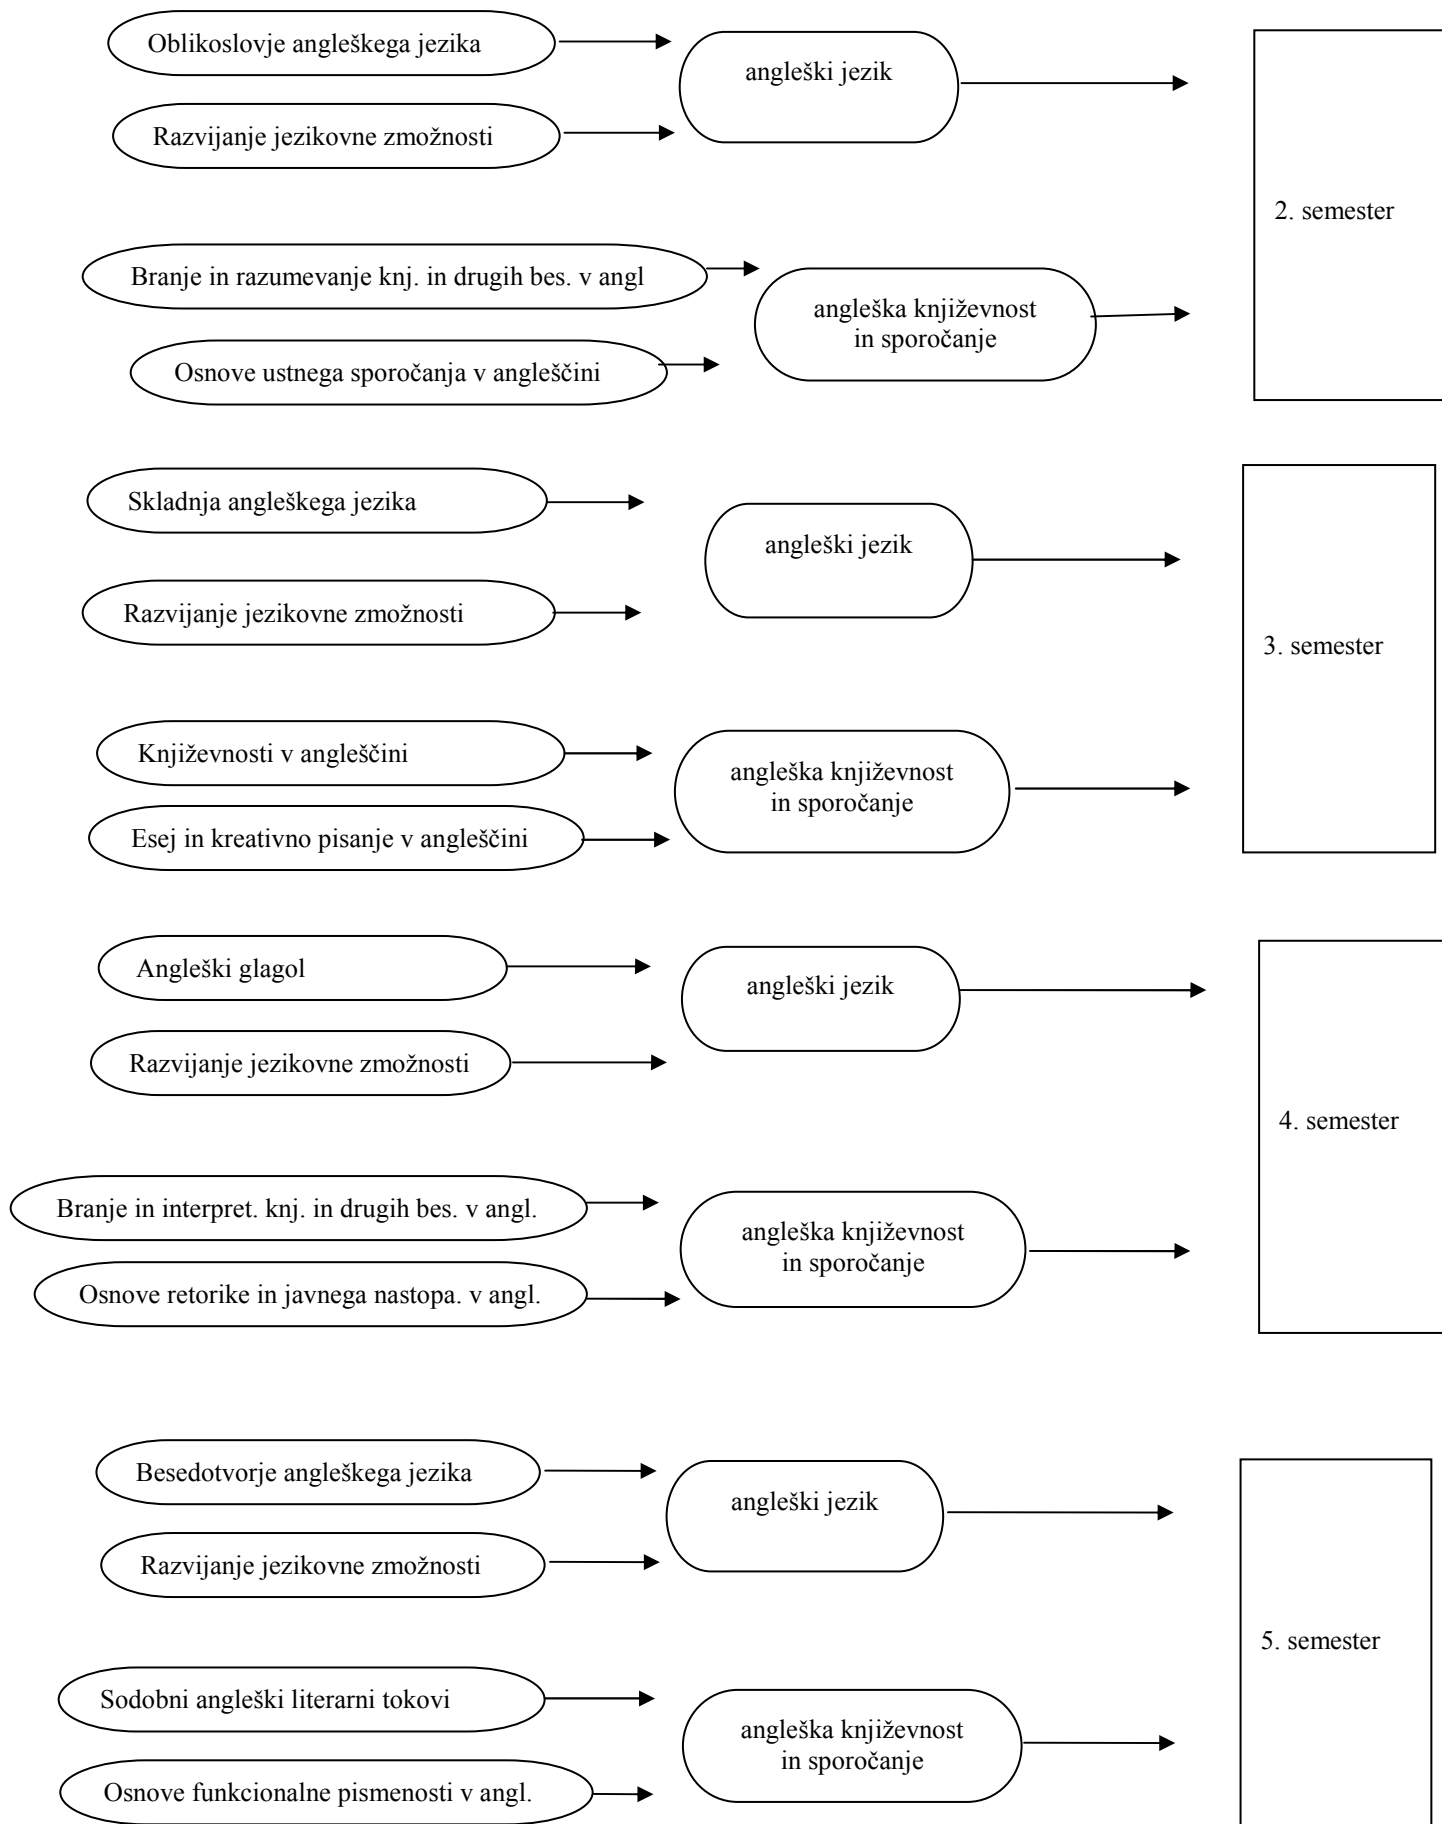 Oblikoslovje angleškega jezika
angleški jezik
Razvijanje jezikovne zmožnosti
2. semester
Branje in razumevanje knj. in drugih bes. v angl
angleška književnost
in sporočanje
Osnove ustnega sporočanja v angleščini
Skladnja angleškega jezika
angleški jezik
Razvijanje jezikovne zmožnosti
3. semester
Književnosti v angleščini
angleška književnost
in sporočanje
Esej in kreativno pisanje v angleščini
Angleški glagol
angleški jezik
Razvijanje jezikovne zmožnosti
4. semester
Branje in interpret. knj. in drugih bes. v angl.
angleška književnost
in sporočanje
Osnove retorike in javnega nastopa. v angl.
Besedotvorje angleškega jezika
angleški jezik
Razvijanje jezikovne zmožnosti
5. semester
Sodobni angleški literarni tokovi
angleška književnost
in sporočanje
Osnove funkcionalne pismenosti v angl.